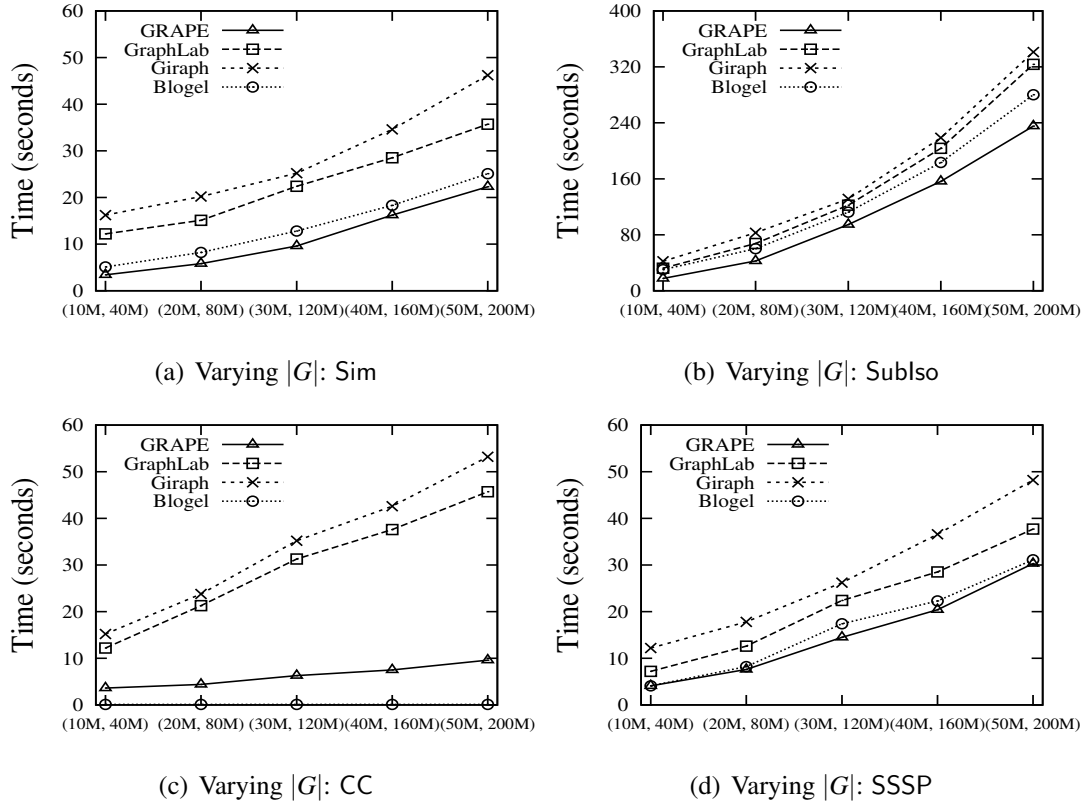 60
50
40
30
20
10
0
Time (seconds)
GRAPE
GraphLab
Giraph
Blogel
(10M, 40M) (20M, 80M) (30M, 120M)(40M, 160M)(50M, 200M)
(a) Varying |G|: Sim
400
320
240
160
80
0
Time (seconds)
GRAPE
GraphLab
Giraph
Blogel
(10M, 40M) (20M, 80M) (30M, 120M)(40M, 160M)(50M, 200M)
(b) Varying |G|: SubIso
60
50
40
30
20
10
0
Time (seconds)
GRAPE
GraphLab
Giraph
Blogel
(10M, 40M) (20M, 80M) (30M, 120M)(40M, 160M)(50M, 200M)
(c) Varying |G|: CC
60
50
40
30
20
10
0
Time (seconds)
GRAPE
GraphLab
Giraph
Blogel
(10M, 40M) (20M, 80M) (30M, 120M)(40M, 160M)(50M, 200M)
(d) Varying |G|: SSSP